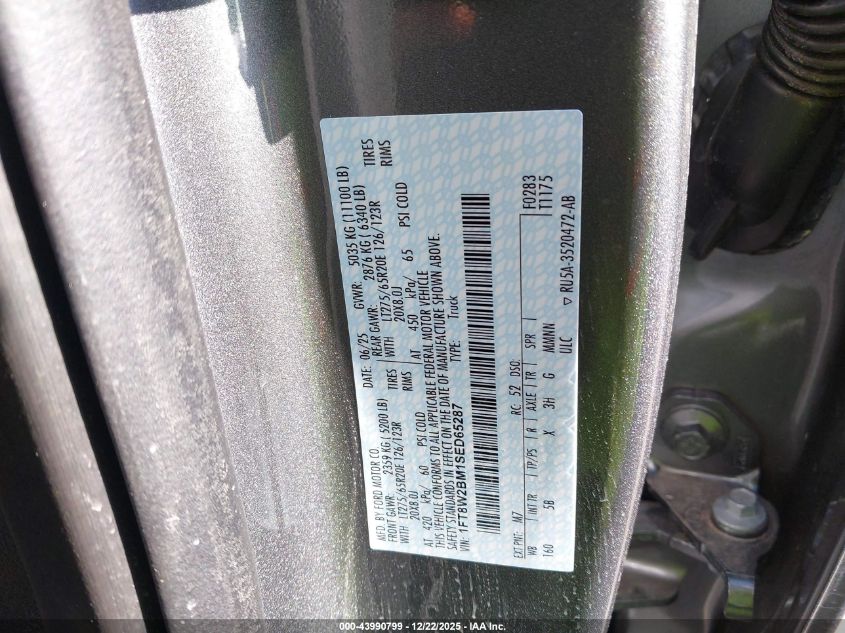 MFD. BY FORD MOTOR CO.
DATE: 06/25 GVWR: 5035 KG (11100 LB)
FRONT GAWR: 2359 KG (5200 LB) REAR GAWR: 2876 KG (6340 LB)
LT275/65R20E 126/123R TIRES WITH LT275/65R20E 126/123R TIRES
20X8.0J RIMS 20X8.0J RIMS
AT 420 kPa/ 60 PSI COLD AT 450 kPa/ 65 PSI COLD
THIS VEHICLE CONFORMS TO ALL APPLICABLE FEDERAL MOTOR VEHICLE
SAFETY STANDARDS IN EFFECT ON THE DATE OF MANUFACTURE SHOWN ABOVE.
VIN: 1FT8W2BM1SED65287 TYPE: Truck
EXT PNT: M7 RC: 52 DSO: F0283
WB INT TR TP/PS R AXLE TR SPR T1175
160 5B X 3H G MMNN
ULC ▽ RU5A-3520472-AB
000-43990799 - 12/22/2025 - IAA Inc.